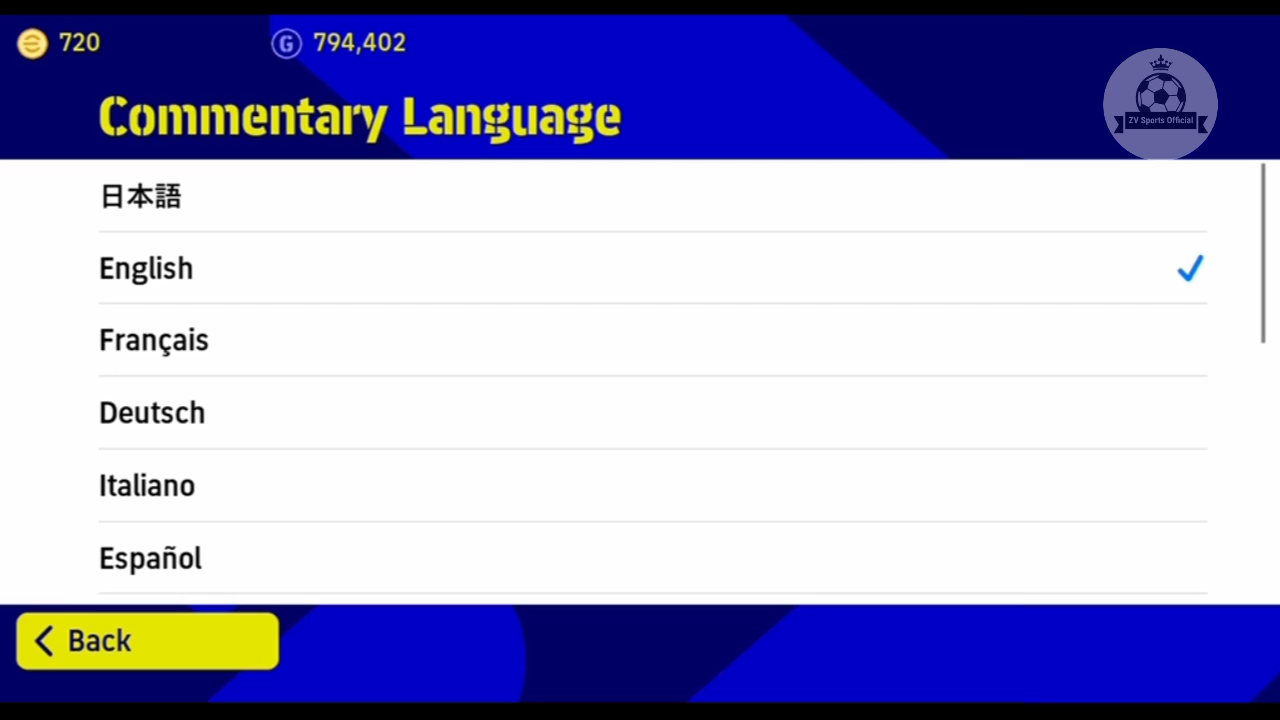 720
G 794,402
Commentary Language
ZV Sports Official
日本語
English
Français
Deutsch
Italiano
Español
Back